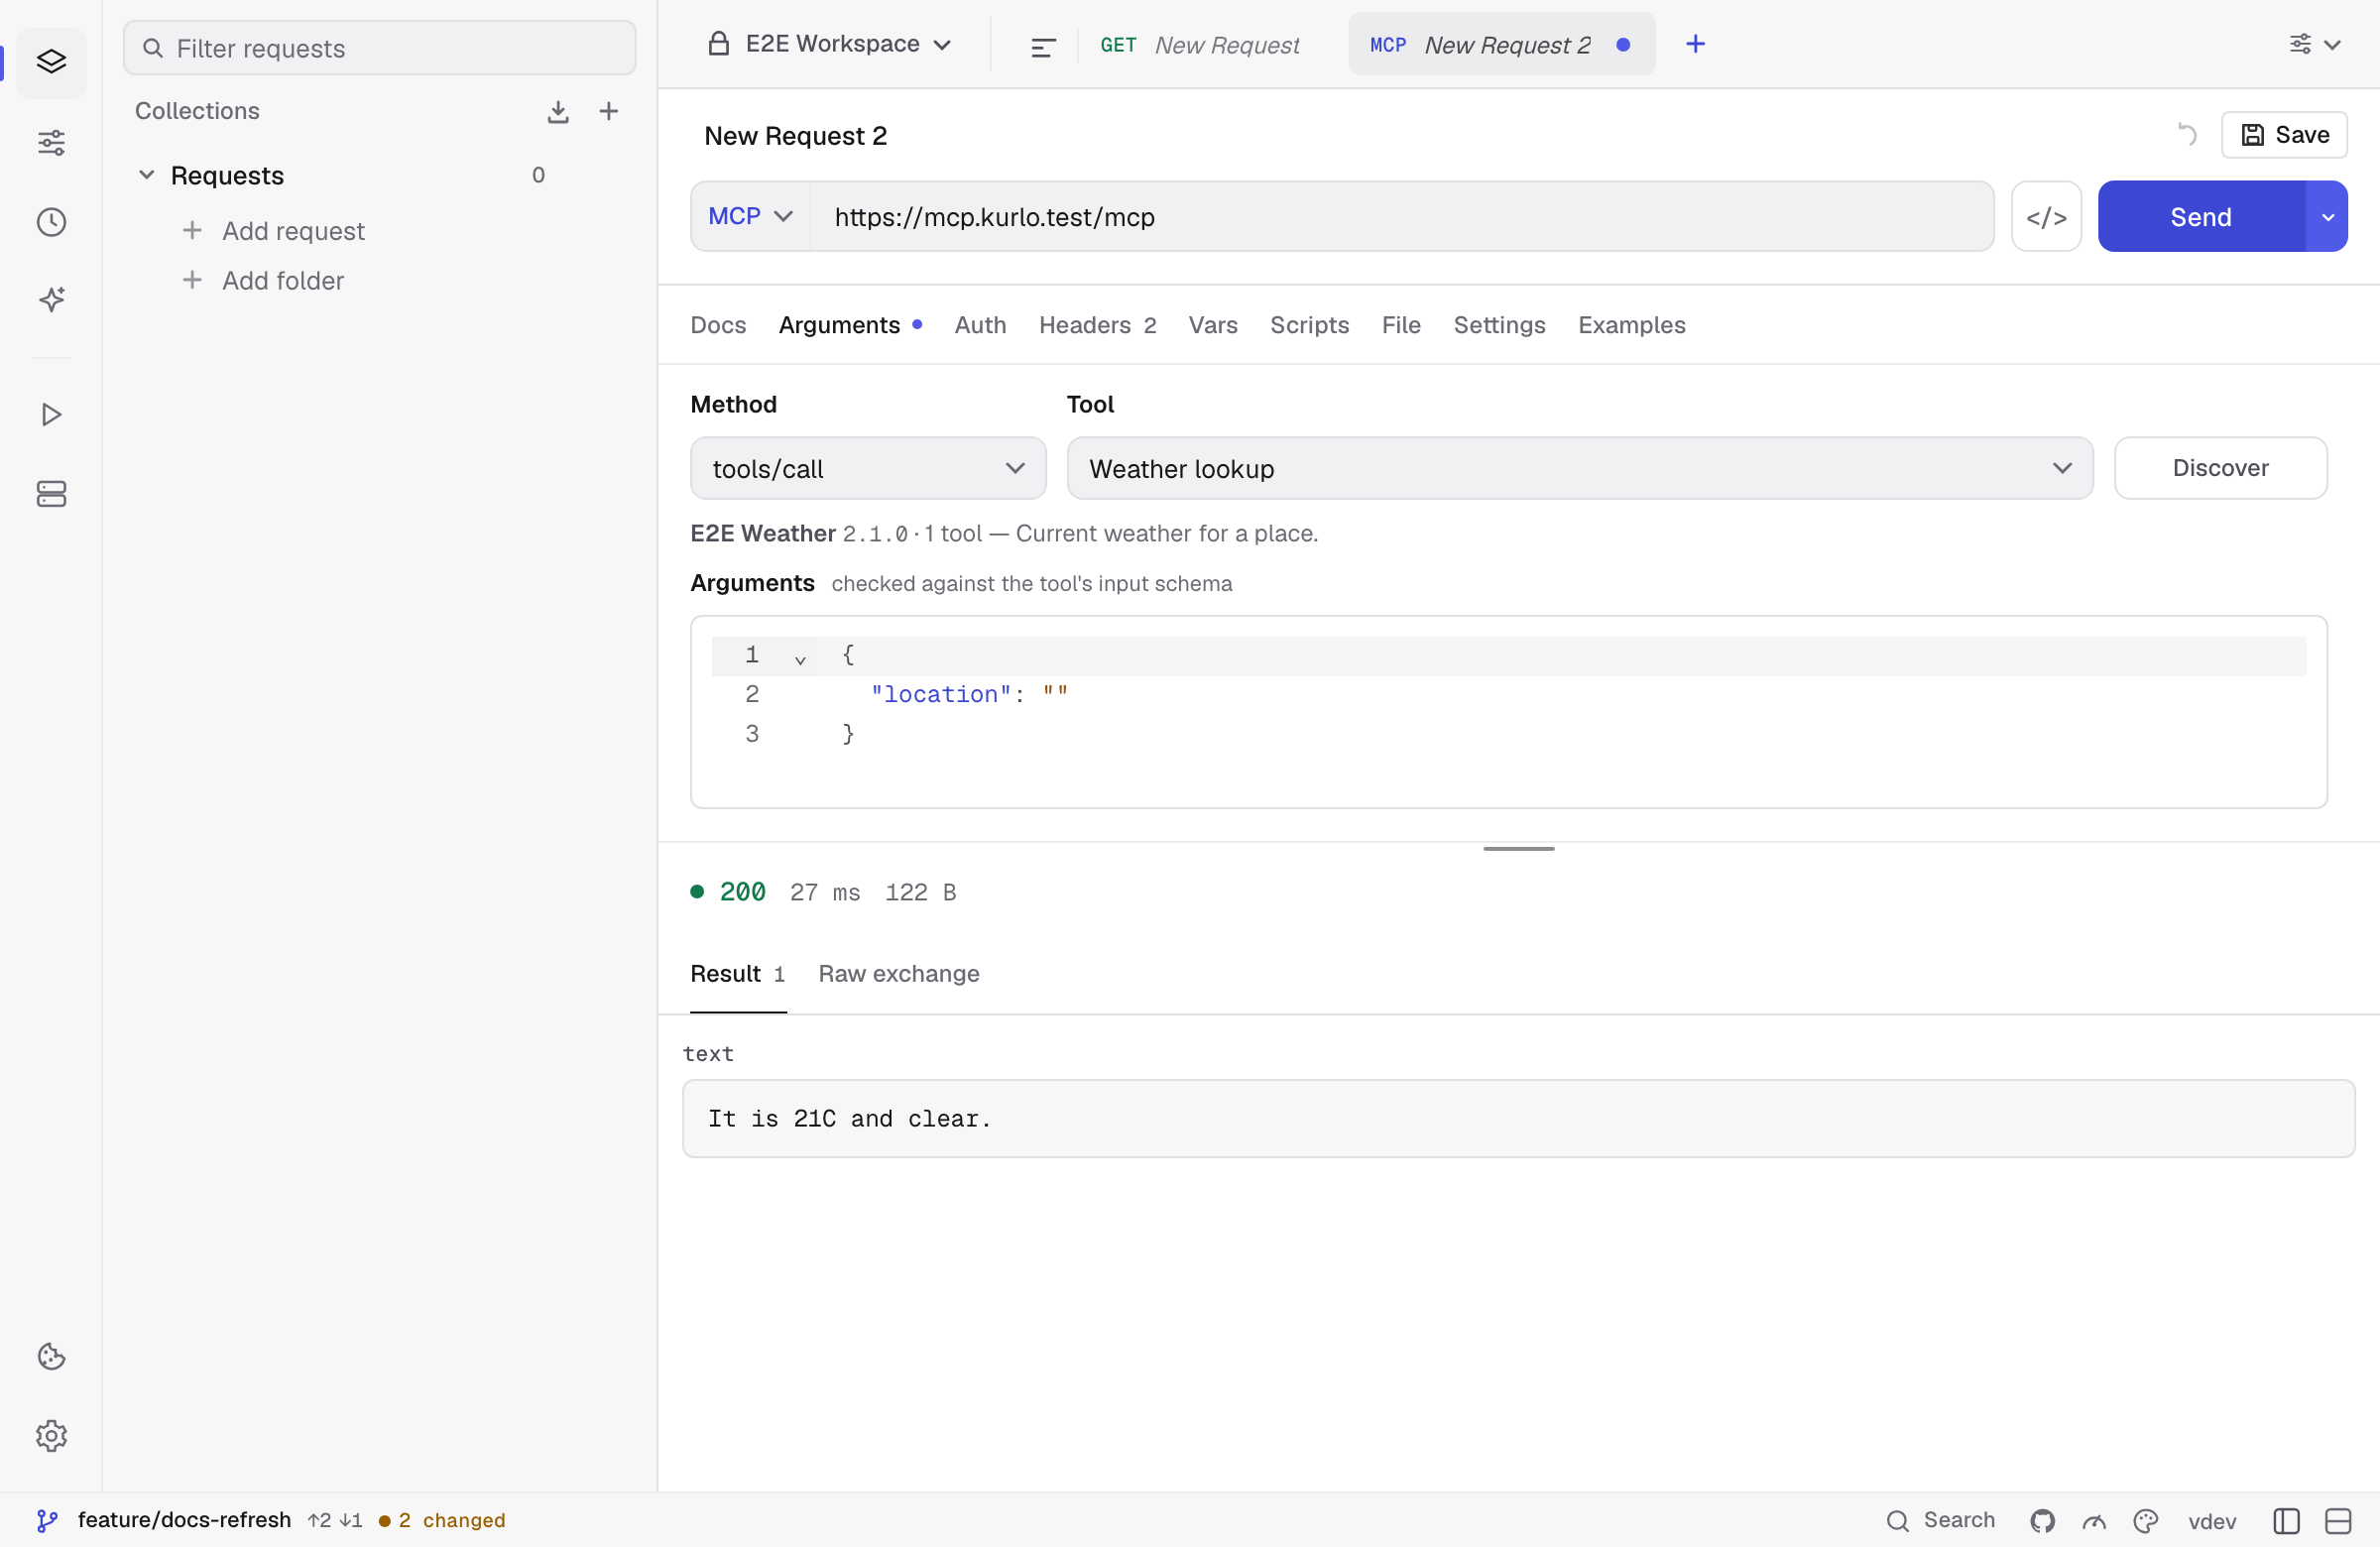 Filter requests
Collections
Requests 0
Add request
Add folder
E2E Workspace
GET New Request
MCP New Request 2
New Request 2
Save
MCP https://mcp.kurlo.test/mcp
</>
Send
Docs Arguments Auth Headers 2 Vars Scripts File Settings Examples
Method Tool
tools/call Weather lookup Discover
E2E Weather 2.1.0 · 1 tool — Current weather for a place.
Arguments checked against the tool's input schema
1 {
2 "location": ""
3 }
200 27 ms 122 B
Result 1 Raw exchange
text
It is 21C and clear.
feature/docs-refresh ↑2 ↓1 2 changed
Search vdev